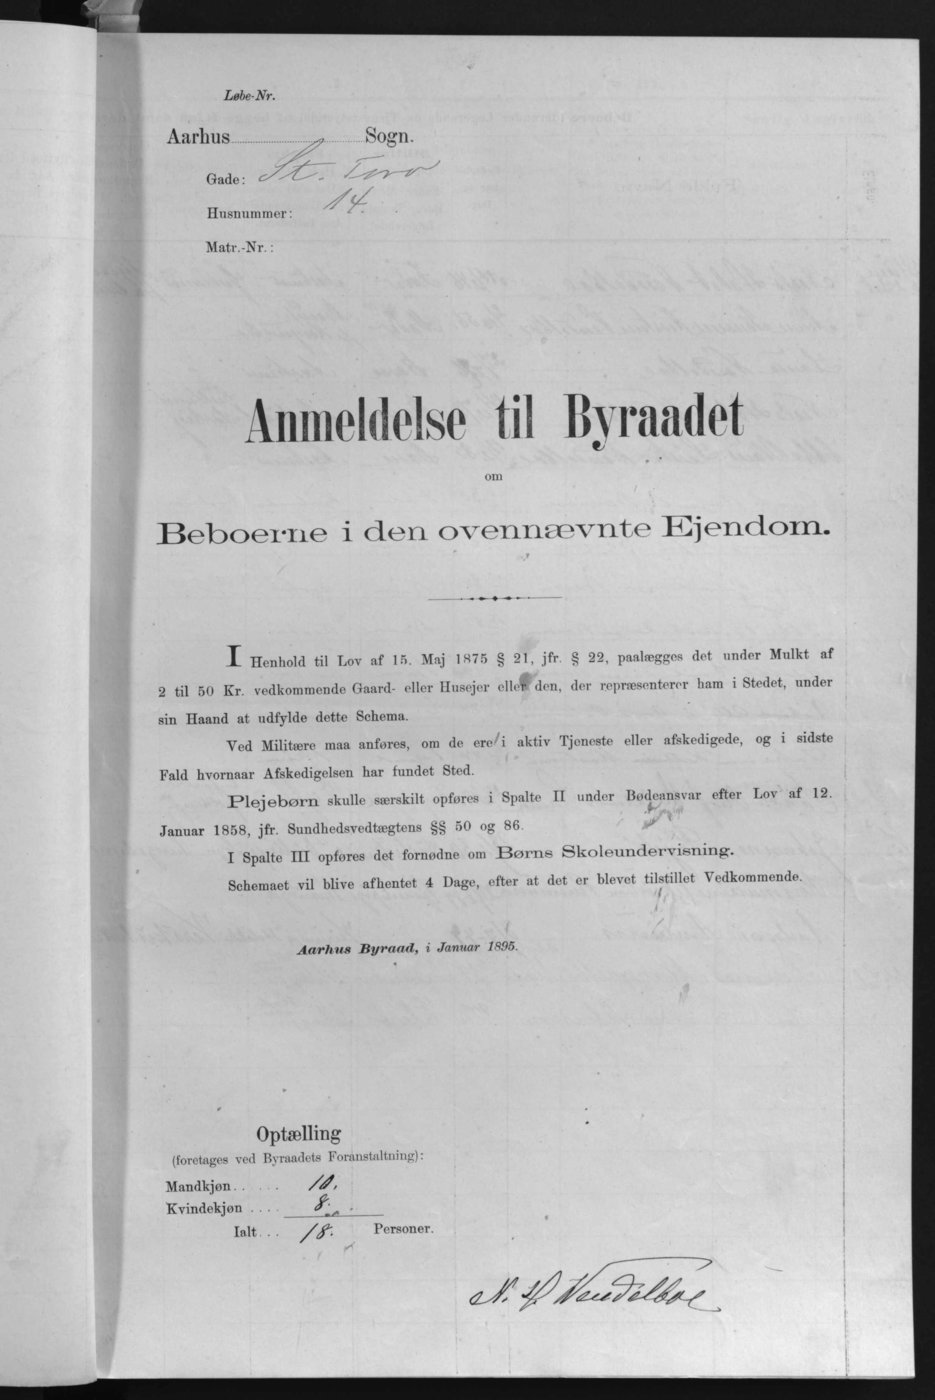 Løbe-Nr.
Aarhus Sogn.
Gade: St. Torv
Husnummer: 14.
Matr.-Nr.:
Anmeldelse til Byraadet
om
Beboerne i den ovennævnte Ejendom.
I Henhold til Lov af 15. Maj 1875 § 21, jfr. § 22, paalægges det under Mulkt af
2 til 50 Kr. vedkommende Gaard- eller Husejer eller den, der repræsenterer ham i Stedet, under
sin Haand at udfylde dette Schema.
Ved Militære maa anføres, om de ere i aktiv Tjeneste eller afskedigede, og i sidste
Fald hvornaar Afskedigelsen har fundet Sted.
Plejebørn skulle særskilt opføres i Spalte II under Bødeansvar efter Lov af 12.
Januar 1858, jfr. Sundhedsvedtægtens §§ 50 og 86.
I Spalte III opføres det fornødne om Børns Skoleundervisning.
Schemaet vil blive afhentet 4 Dage, efter at det er blevet tilstillet Vedkommende.
Aarhus Byraad, i Januar 1895.
Optælling
(foretages ved Byraadets Foranstaltning):
Mandkjøn..... 10.
Kvindekjøn .... 8.
Ialt... 18. Personer.
N. H. Wendelboe